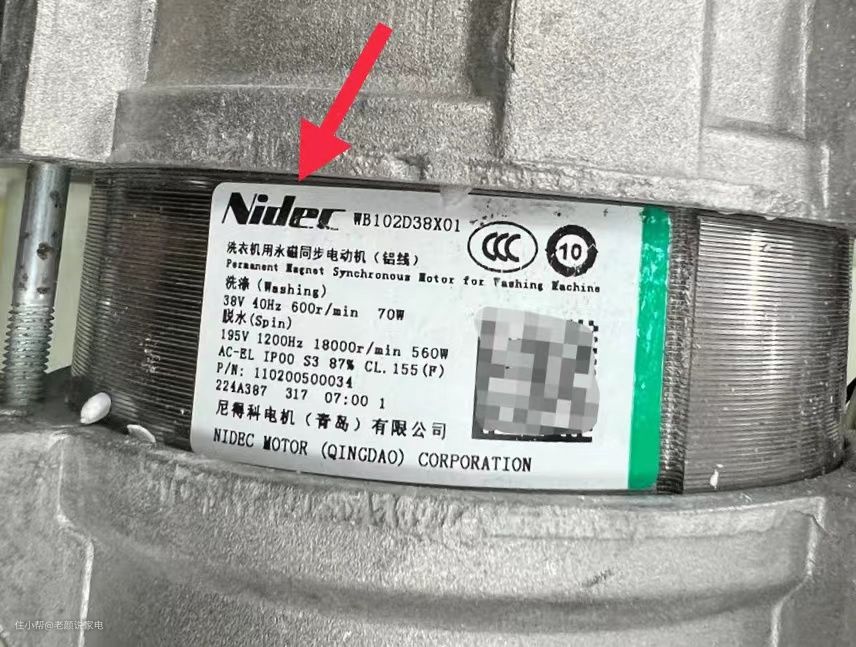 Nidec WB102D38X01
CCC
10
洗衣机用永磁同步电动机（铝线）
Permanent Magnet Synchronous Motor for Washing Machine
洗涤(Washing)
38V 40Hz 600r/min 70W
脱水(Spin)
195V 1200Hz 18000r/min 560W
AC-EL IP00 S3 87% CL.155(F)
P/N: 110200500034
224A387 317 07:00 1
尼得科电机（青岛）有限公司
NIDEC MOTOR (QINGDAO) CORPORATION
住小帮@老颜说家电